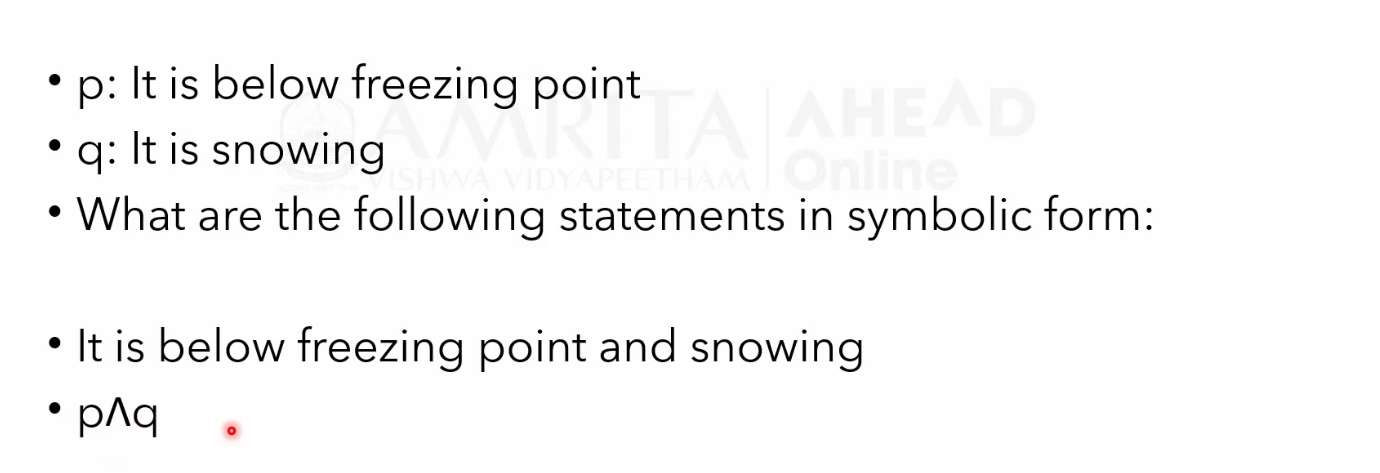 • p: It is below freezing point
• q: It is snowing
• What are the following statements in symbolic form:
• It is below freezing point and snowing
• pΛq
AMRITA
VISHWA VIDYAPEETHAM
AHEAD
Online